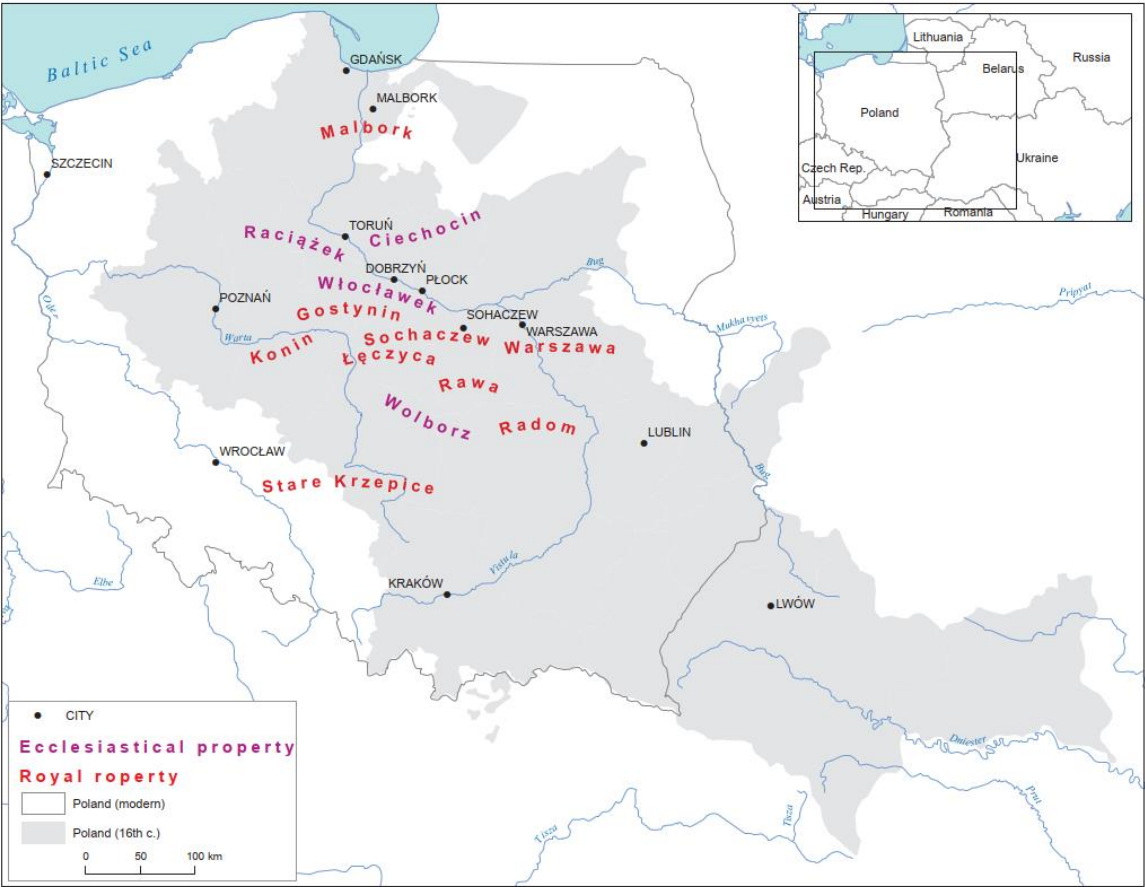 Baltic Sea
GDAŃSK
MALBORK
Malbork
SZCZECIN
Lithuania
Russia
Belarus
Poland
Ukraine
Czech Rep.
Austria
Hungary
Romania
TORUŃ
Ciechocin
Raciążek
DOBRZYŃ
PŁOCK
Włocławek
POZNAŃ
Gostynin
SOHACZEW
WARSZAWA
Bug
Pripyat
Mukhavyets
Oder
Warta
Konin
Sochaczew
Warszawa
Łęczyca
Rawa
Wolborz
Radom
LUBLIN
WROCŁAW
Stare Krzepice
Bug
Elbe
Vistula
KRAKÓW
LWÓW
Dniester
Prut
Tisza
Tisza
CITY
Ecclesiastical property
Royal roperty
Poland (modern)
Poland (16th c.)
0 50 100 km